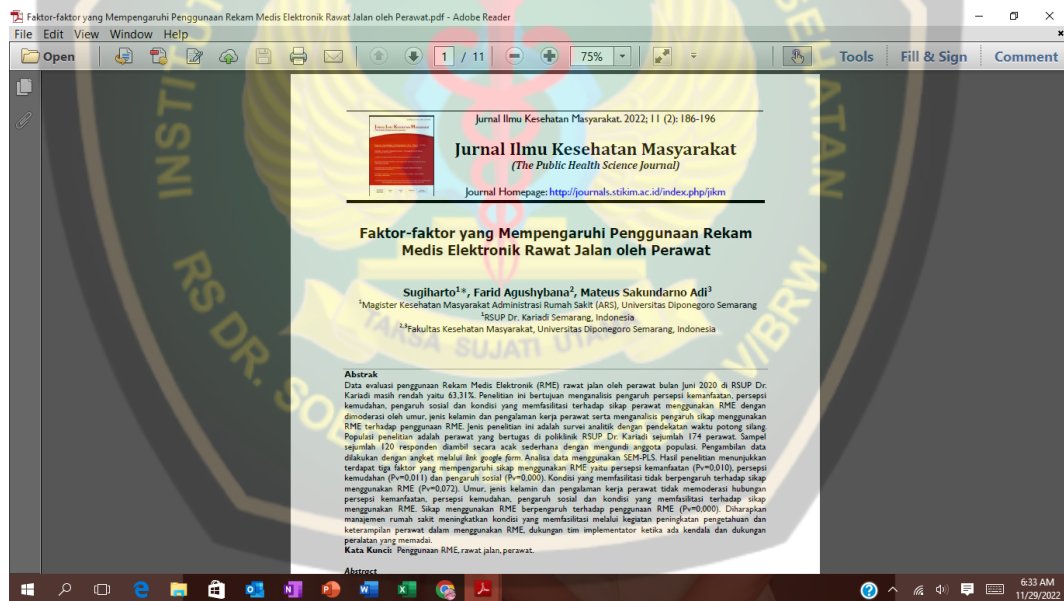 Faktor-faktor yang Mempengaruhi Penggunaan Rekam Medis Elektronik Rawat Jalan oleh Perawat.pdf - Adobe Reader
File Edit View Window Help
Open 1 / 11 75% Tools Fill & Sign Comment
Jurnal Ilmu Kesehatan Masyarakat. 2022; 11 (2): 186-196
Jurnal Ilmu Kesehatan Masyarakat
(The Public Health Science Journal)
Journal Homepage: http://journals.stikim.ac.id/index.php/jikm
Faktor-faktor yang Mempengaruhi Penggunaan Rekam
Medis Elektronik Rawat Jalan oleh Perawat
Sugiharto1*, Farid Agushybana2, Mateus Sakundarno Adi3
1Magister Kesehatan Masyarakat Administrasi Rumah Sakit (ARS), Universitas Diponegoro Semarang
1RSUP Dr. Kariadi Semarang, Indonesia
2,3Fakultas Kesehatan Masyarakat, Universitas Diponegoro Semarang, Indonesia
Abstrak
Data evaluasi penggunaan Rekam Medis Elektronik (RME) rawat jalan oleh perawat bulan Juni 2020 di RSUP Dr.
Kariadi masih rendah yaitu 63,31%. Penelitian ini bertujuan menganalisis pengaruh persepsi kemanfaatan, persepsi
kemudahan, pengaruh sosial dan kondisi yang memfasilitasi terhadap sikap perawat menggunakan RME dengan
dimoderasi oleh umur, jenis kelamin dan pengalaman kerja perawat serta menganalisis pengaruh sikap menggunakan
RME terhadap penggunaan RME. Jenis penelitian ini adalah survei analitik dengan pendekatan waktu potong silang.
Populasi penelitian adalah perawat yang bertugas di poliklinik RSUP Dr. Kariadi sejumlah 174 perawat. Sampel
sejumlah 120 responden diambil secara acak sederhana dengan mengundi anggota populasi. Pengambilan data
dilakukan dengan angket melalui link google form. Analisa data menggunakan SEM-PLS. Hasil penelitian menunjukkan
terdapat tiga faktor yang mempengaruhi sikap menggunakan RME yaitu persepsi kemanfaatan (Pv=0,010), persepsi
kemudahan (Pv=0,011) dan pengaruh sosial (Pv=0,000). Kondisi yang memfasilitasi tidak berpengaruh terhadap sikap
menggunakan RME (Pv=0,072). Umur, jenis kelamin dan pengalaman kerja perawat tidak memoderasi hubungan
persepsi kemanfaatan, persepsi kemudahan, pengaruh sosial dan kondisi yang memfasilitasi terhadap sikap
menggunakan RME. Sikap menggunakan RME berpengaruh terhadap penggunaan RME (Pv=0,000). Diharapkan
manajemen rumah sakit meningkatkan kondisi yang memfasilitasi melalui kegiatan peningkatan pengetahuan dan
keterampilan perawat dalam menggunakan RME, dukungan tim implementator ketika ada kendala dan dukungan
peralatan yang memadai.
Kata Kunci: Penggunaan RME, rawat jalan, perawat.
Abstract
6:33 AM
11/29/2022